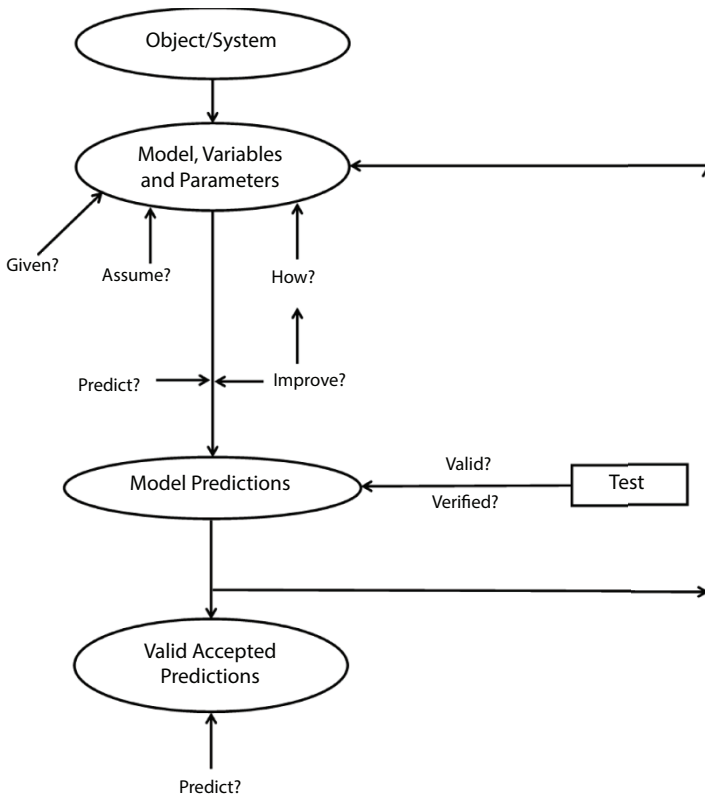 Object/System
Model, Variables
and Parameters
Given?
Assume?
How?
Predict?
Improve?
Model Predictions
Valid?
Verified?
Test
Valid Accepted
Predictions
Predict?